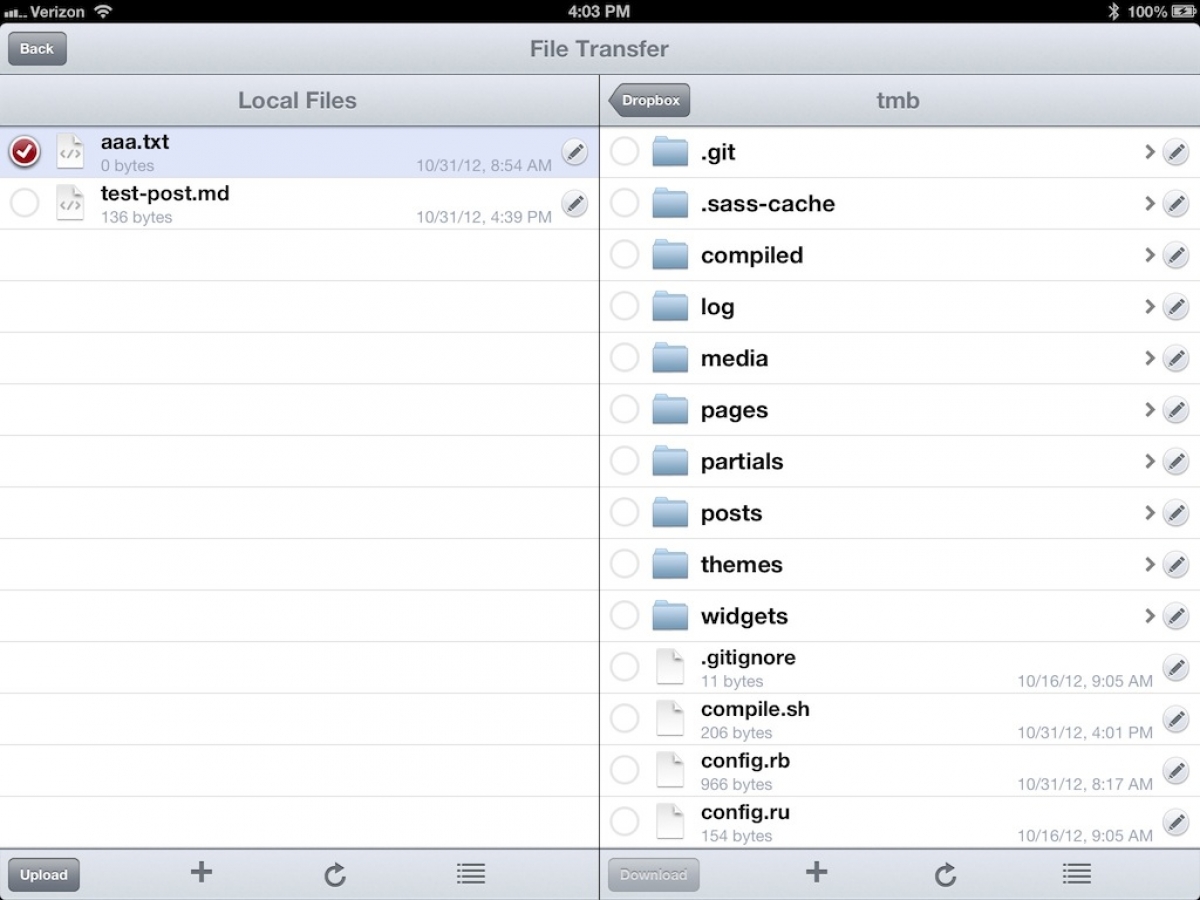 Verizon 4:03 PM 100%
Back File Transfer
Local Files
aaa.txt
0 bytes 10/31/12, 8:54 AM
test-post.md
136 bytes 10/31/12, 4:39 PM
Upload
Dropbox tmb
.git
.sass-cache
compiled
log
media
pages
partials
posts
themes
widgets
.gitignore
11 bytes 10/16/12, 9:05 AM
compile.sh
206 bytes 10/31/12, 4:01 PM
config.rb
966 bytes 10/31/12, 8:17 AM
config.ru
154 bytes 10/16/12, 9:05 AM
Download